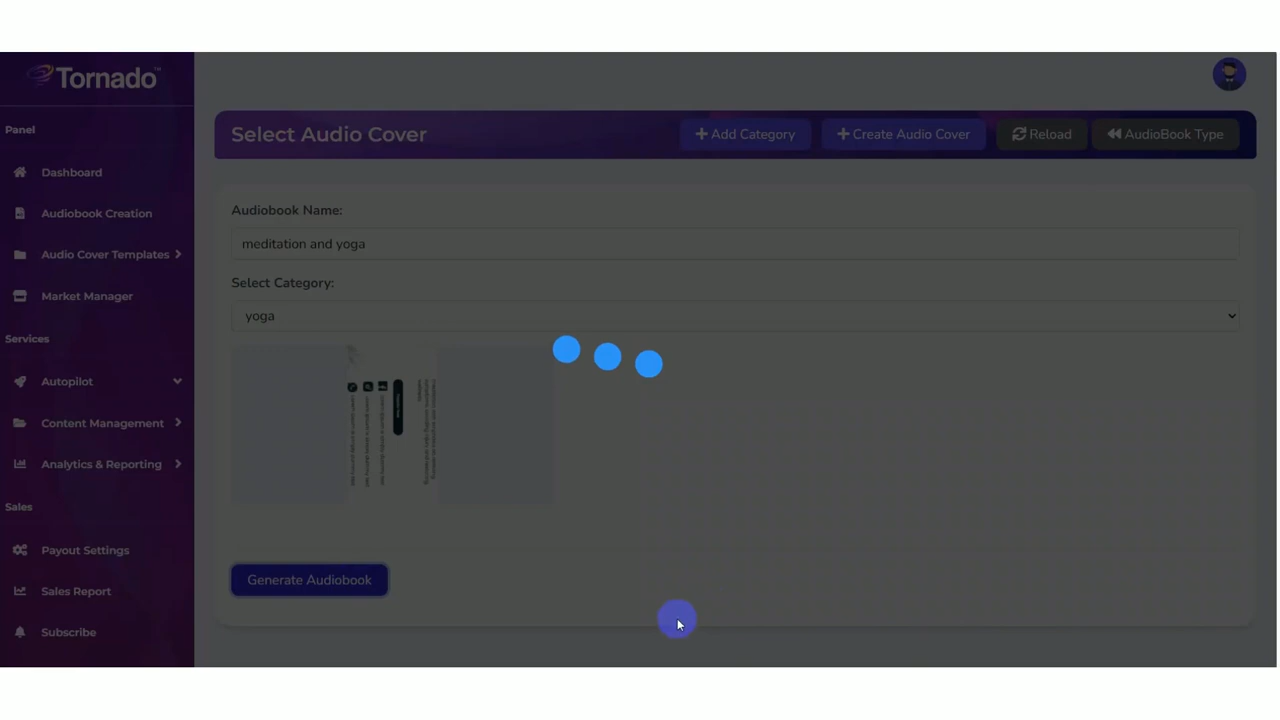 Tornado™
Panel
Dashboard
Audiobook Creation
Audio Cover Templates
Market Manager
Services
Autopilot
Content Management
Analytics & Reporting
Sales
Payout Settings
Sales Report
Subscribe
Select Audio Cover
Add Category
Create Audio Cover
Reload
AudioBook Type
Audiobook Name:
meditation and yoga
Select Category:
yoga
Generate Audiobook